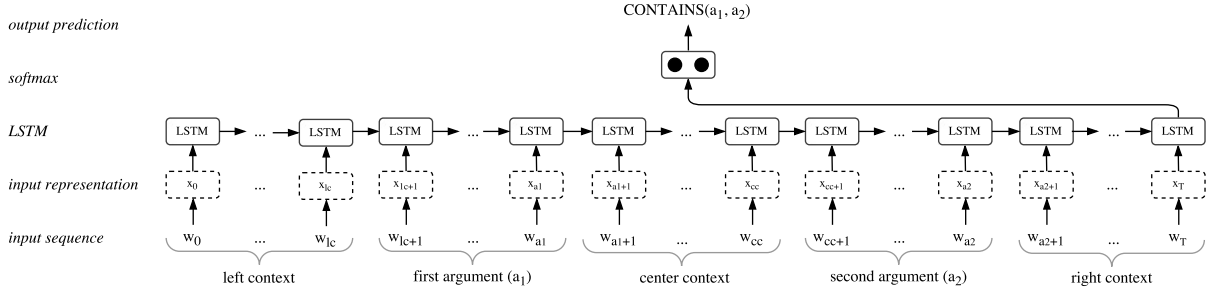 CONTAINS(a1, a2)
output prediction
softmax
LSTM LSTM ... LSTM LSTM ... LSTM LSTM ... LSTM LSTM ... LSTM LSTM ... LSTM
input representation x0 ... xlc xlc+1 ... xa1 xa1+1 ... xcc xcc+1 ... xa2 xa2+1 ... xT
input sequence w0 ... wlc wlc+1 ... wa1 wa1+1 ... wcc wcc+1 ... wa2 wa2+1 ... wT
left context first argument (a1) center context second argument (a2) right context